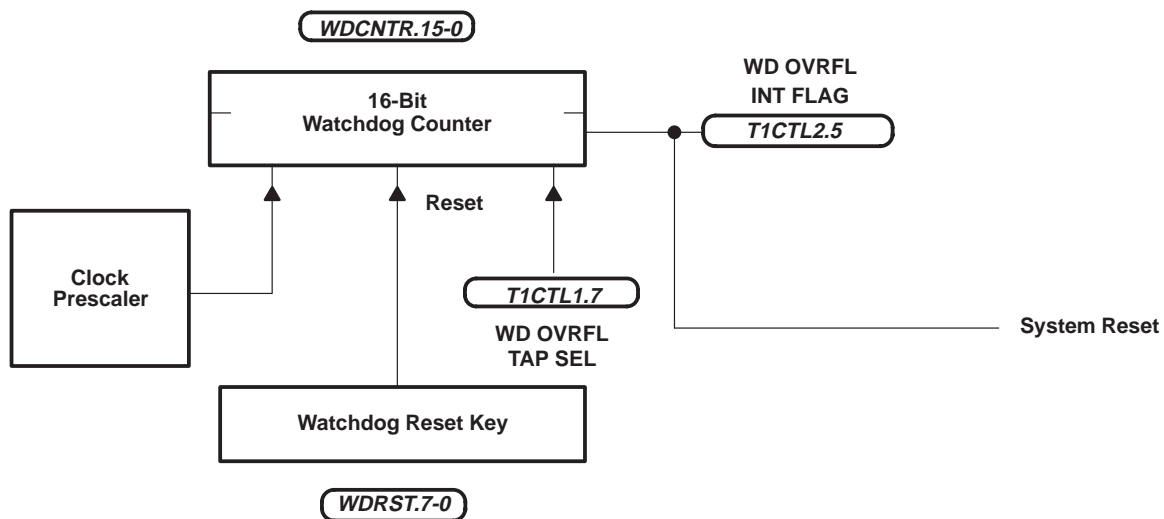 WDCNTR.15-0
16-Bit
Watchdog Counter
WD OVRFL
INT FLAG
T1CTL2.5
Reset
Clock
Prescaler
T1CTL1.7
WD OVRFL
TAP SEL
System Reset
Watchdog Reset Key
WDRST.7-0